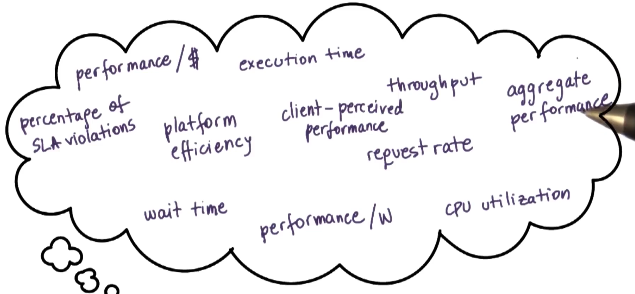 performance/$
execution time
throughput
aggregate
performance
percentage of
SLA violations
platform
efficiency
client-perceived
performance
request rate
wait time
performance/W
CPU utilization